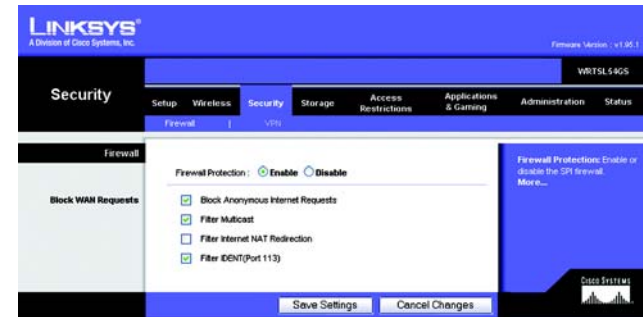 LINKSYS®
A Division of Cisco Systems, Inc.
Firmware Version : v1.95.1
WRTSL54GS
Security
Setup Wireless Security Storage Access Restrictions Applications & Gaming Administration Status
Firewall | VPN
Firewall
Firewall Protection : Enable Disable
Block WAN Requests
Block Anonymous Internet Requests
Filter Multicast
Filter Internet NAT Redirection
Filter IDENT(Port 113)
Firewall Protection: Enable or
disable the SPI firewall.
More...
Save Settings Cancel Changes
CISCO SYSTEMS